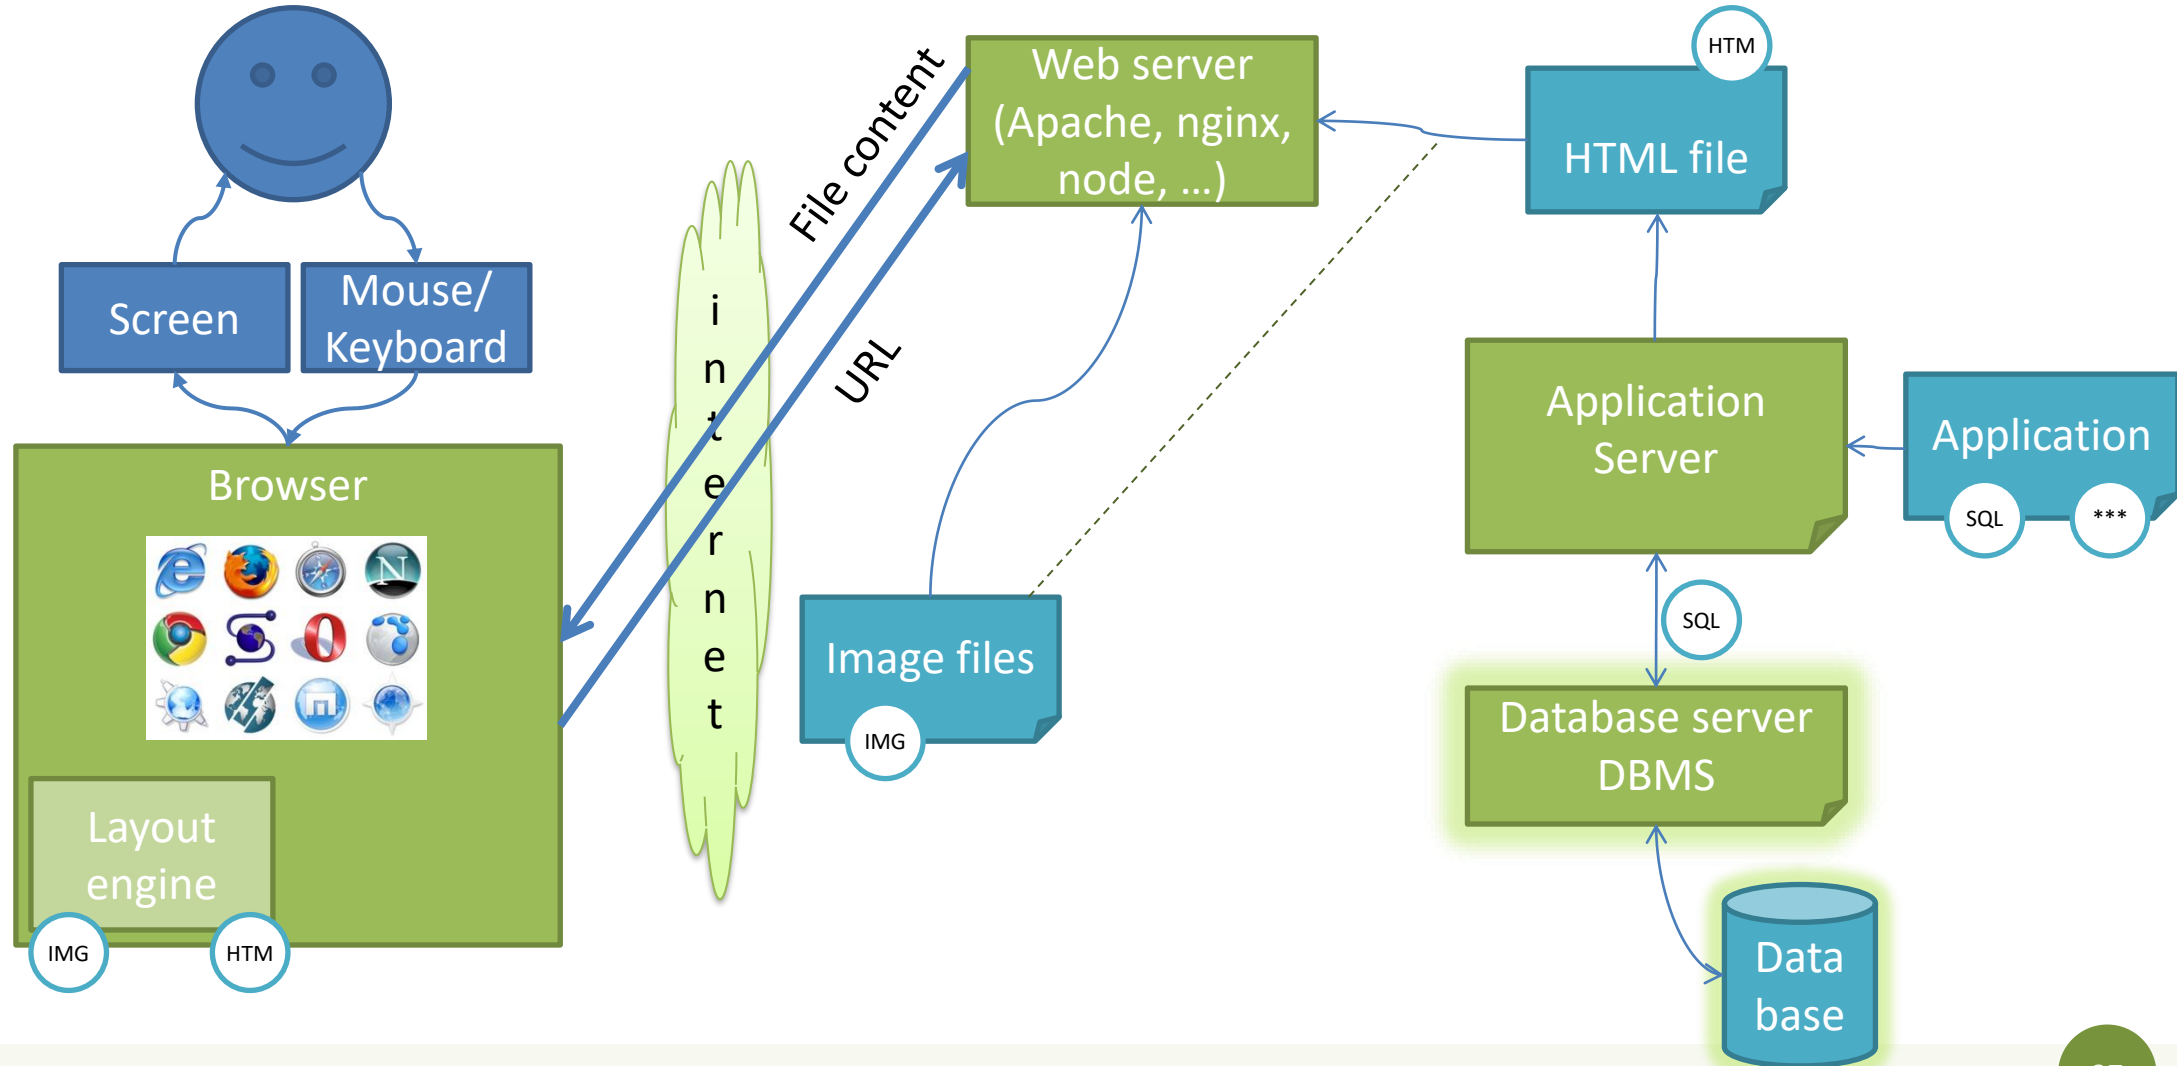 Screen
Mouse/
Keyboard
Browser
N
Layout
engine
IMG
HTM
internet
File content
URL
Web server
(Apache, nginx,
node, ...)
Image files
IMG
HTM
HTML file
Application
Server
Application
SQL
***
SQL
Database server
DBMS
Data
base